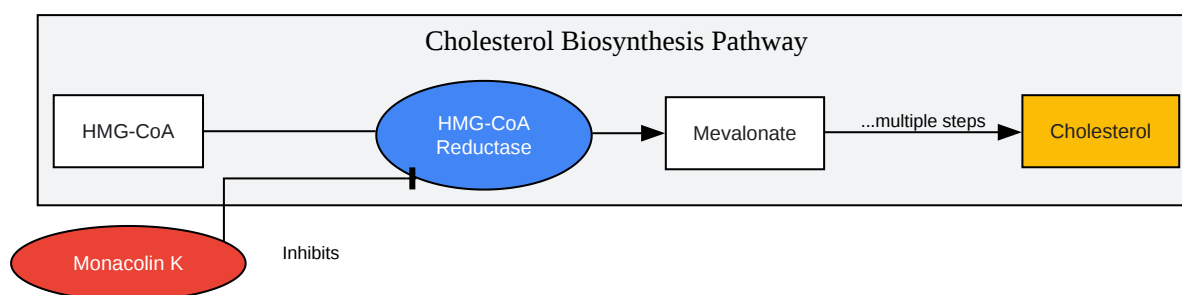 Cholesterol Biosynthesis Pathway
HMG-CoA
HMG-CoA
Reductase
Mevalonate
...multiple steps
Cholesterol
Monacolin K
Inhibits